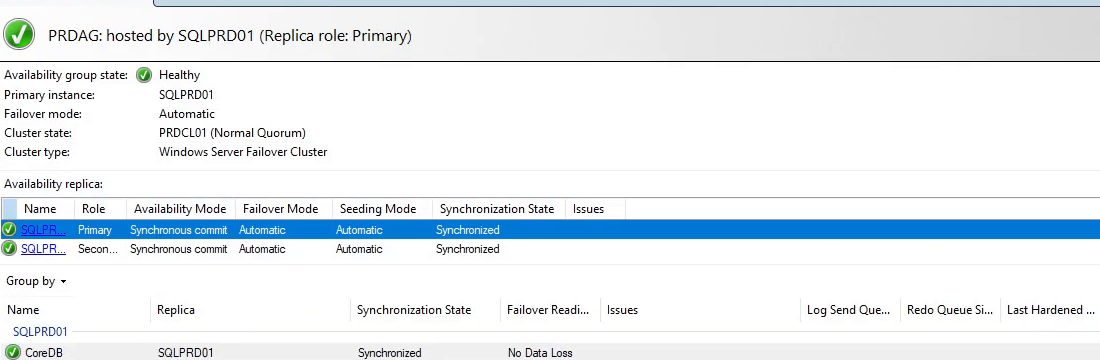 PRDAG: hosted by SQLPRD01 (Replica role: Primary)
Availability group state: Healthy
Primary instance: SQLPRD01
Failover mode: Automatic
Cluster state: PRDCL01 (Normal Quorum)
Cluster type: Windows Server Failover Cluster
Availability replica:
Name Role Availability Mode Failover Mode Seeding Mode Synchronization State Issues
SQLPR... Primary Synchronous commit Automatic Automatic Synchronized
SQLPR... Secon... Synchronous commit Automatic Automatic Synchronized
Group by
Name Replica Synchronization State Failover Readi... Issues Log Send Que... Redo Queue Si... Last Hardened ...
SQLPRD01
CoreDB SQLPRD01 Synchronized No Data Loss